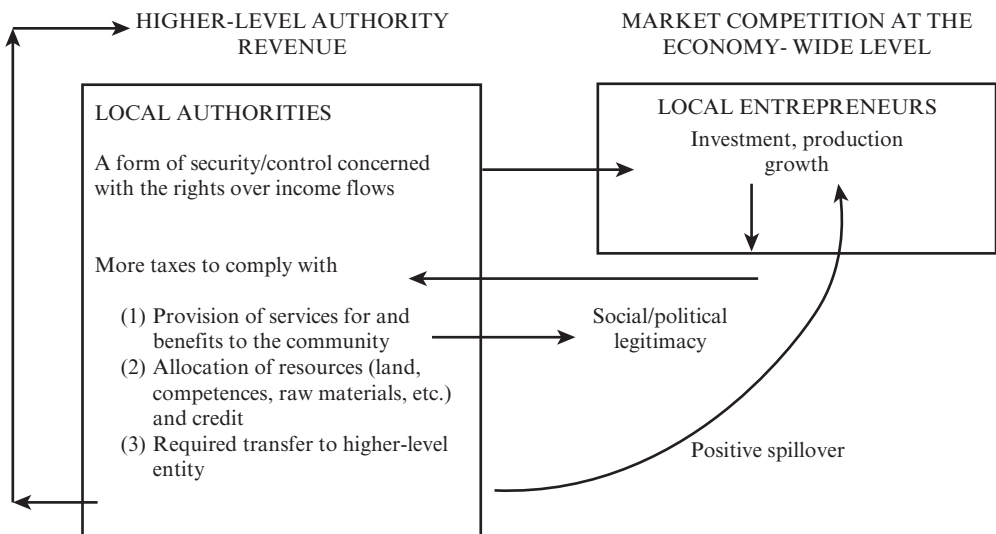 HIGHER-LEVEL AUTHORITY
REVENUE
MARKET COMPETITION AT THE
ECONOMY- WIDE LEVEL
LOCAL AUTHORITIES
A form of security/control concerned
with the rights over income flows
LOCAL ENTREPRENEURS
Investment, production
growth
More taxes to comply with
(1) Provision of services for and
benefits to the community
(2) Allocation of resources (land,
competences, raw materials, etc.)
and credit
(3) Required transfer to higher-level
entity
Social/political
legitimacy
Positive spillover